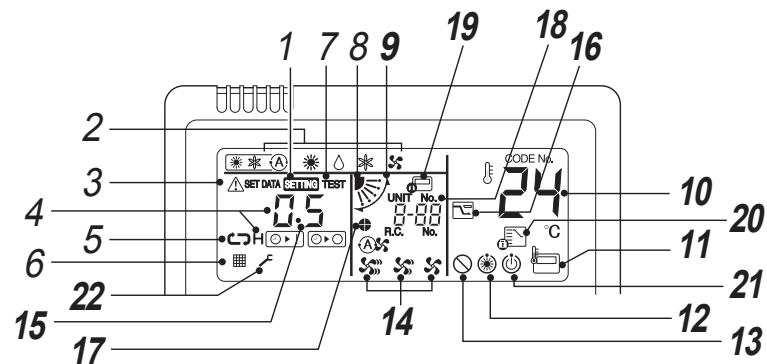 1 7 8 9 19 18 16
2
3
4
5
6
22
15
17
14
13
12
21
11
20
10
CODE No.
A
SET DATA SETTING TEST
UNIT No.
24
0.5
8-88
°C
H
R.C. No.
A